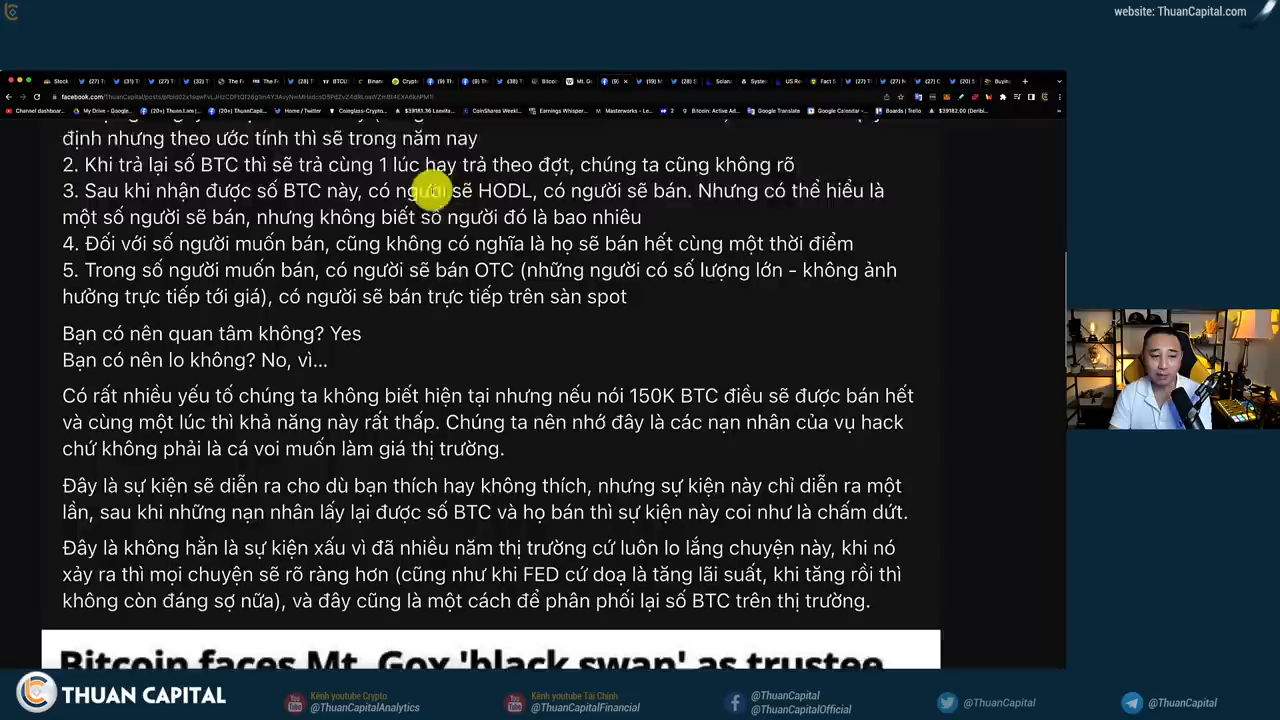 website: ThuanCapital.com
định nhưng theo ước tính thì sẽ trong năm nay
2. Khi trả lại số BTC thì sẽ trả cùng 1 lúc hay trả theo đợt, chúng ta cũng không rõ
3. Sau khi nhận được số BTC này, có người sẽ HODL, có người sẽ bán. Nhưng có thể hiểu là
một số người sẽ bán, nhưng không biết số người đó là bao nhiêu
4. Đối với số người muốn bán, cũng không có nghĩa là họ sẽ bán hết cùng một thời điểm
5. Trong số người muốn bán, có người sẽ bán OTC (những người có số lượng lớn - không ảnh
hưởng trực tiếp tới giá), có người sẽ bán trực tiếp trên sàn spot
Bạn có nên quan tâm không? Yes
Bạn có nên lo không? No, vì...
Có rất nhiều yếu tố chúng ta không biết hiện tại nhưng nếu nói 150K BTC điều sẽ được bán hết
và cùng một lúc thì khả năng này rất thấp. Chúng ta nên nhớ đây là các nạn nhân của vụ hack
chứ không phải là cá voi muốn làm giá thị trường.
Đây là sự kiện sẽ diễn ra cho dù bạn thích hay không thích, nhưng sự kiện này chỉ diễn ra một
lần, sau khi những nạn nhân lấy lại được số BTC và họ bán thì sự kiện này coi như là chấm dứt.
Đây là không hẳn là sự kiện xấu vì đã nhiều năm thị trường cứ luôn lo lắng chuyện này, khi nó
xảy ra thì mọi chuyện sẽ rõ ràng hơn (cũng như khi FED cứ doạ là tăng lãi suất, khi tăng rồi thì
không còn đáng sợ nữa), và đây cũng là một cách để phân phối lại số BTC trên thị trường.
Bitcoin faces Mt. Gox 'black swan' as trustee
THUAN CAPITAL
Kênh youtube Crypto
@ThuanCapitalAnalytics
Kênh youtube Tài Chính
@ThuanCapitalFinancial
@ThuanCapital
@ThuanCapitalOfficial
@ThuanCapital
@ThuanCapital